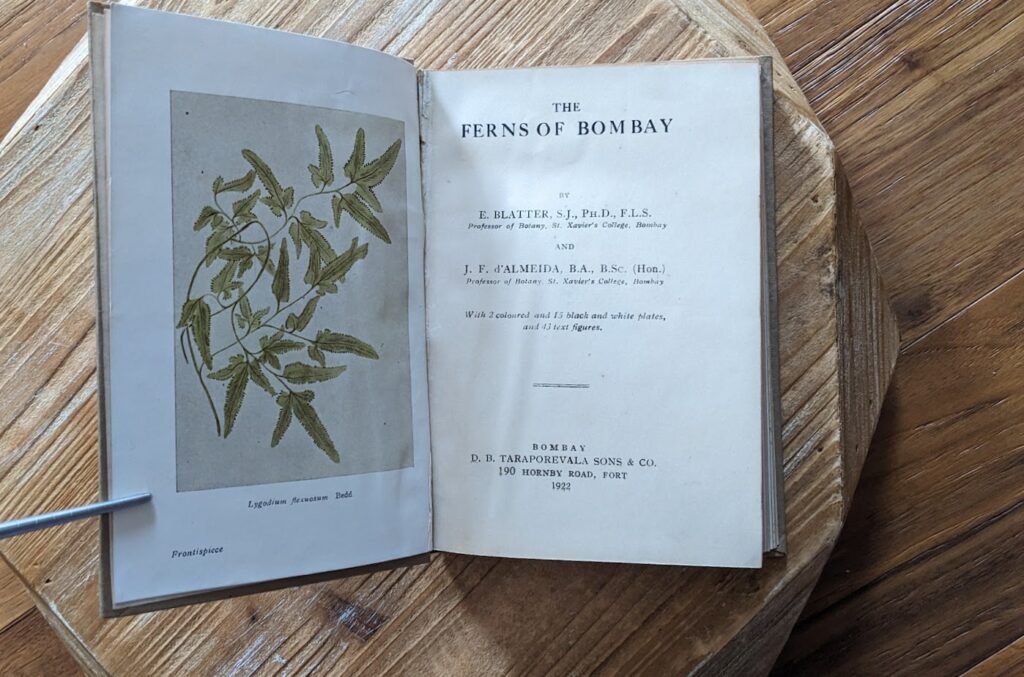 Lygodium flexuosum Bedd.
Frontispiece
THE
FERNS OF BOMBAY
BY
E. BLATTER, S.J., PH.D., F.L.S.
Professor of Botany, St. Xavier's College, Bombay
AND
J. F. d'ALMEIDA, B.A., B.SC. (Hon.)
Professor of Botany, St. Xavier's College, Bombay
With 2 coloured and 15 black and white plates,
and 43 text figures.
BOMBAY
D. B. TARAPOREVALA SONS & CO.
190 HORNBY ROAD, FORT
1922